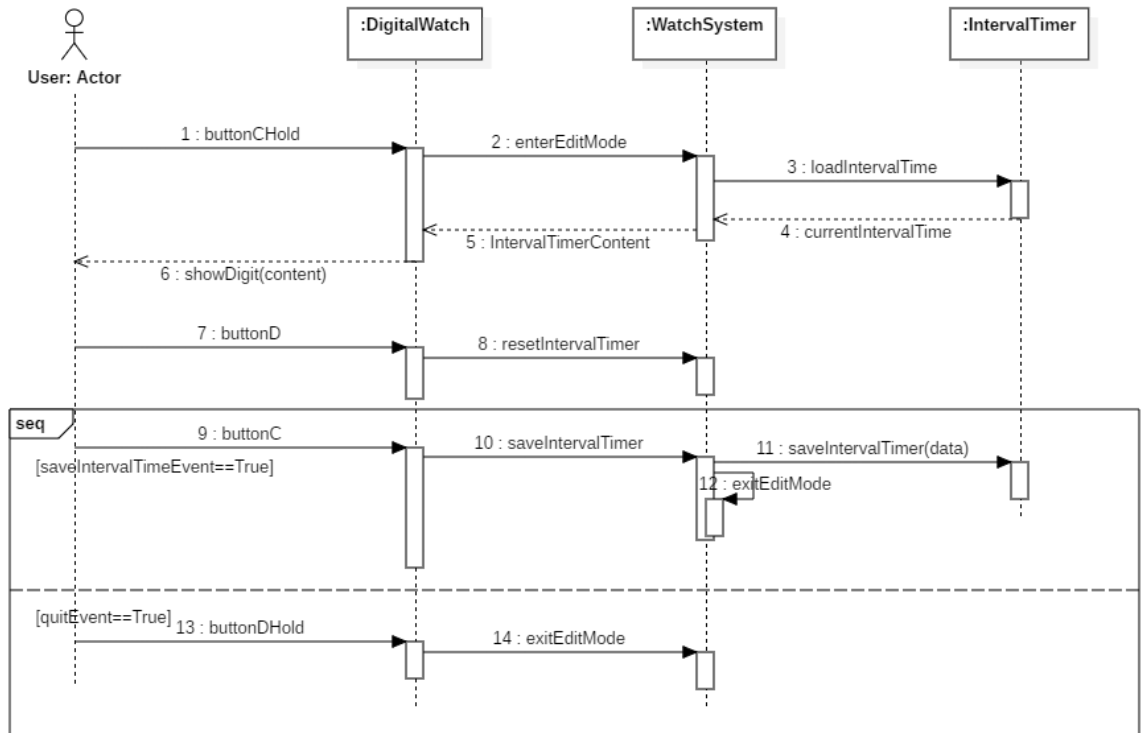 :DigitalWatch
:WatchSystem
:IntervalTimer
User: Actor
1 : buttonCHold
2 : enterEditMode
3 : loadIntervalTime
4 : currentIntervalTime
5 : IntervalTimerContent
6 : showDigit(content)
7 : buttonD
8 : resetIntervalTimer
seq
9 : buttonC
10 : saveIntervalTimer
11 : saveIntervalTimer(data)
[saveIntervalTimeEvent==True]
12 : exitEditMode
[quitEvent==True]
13 : buttonDHold
14 : exitEditMode